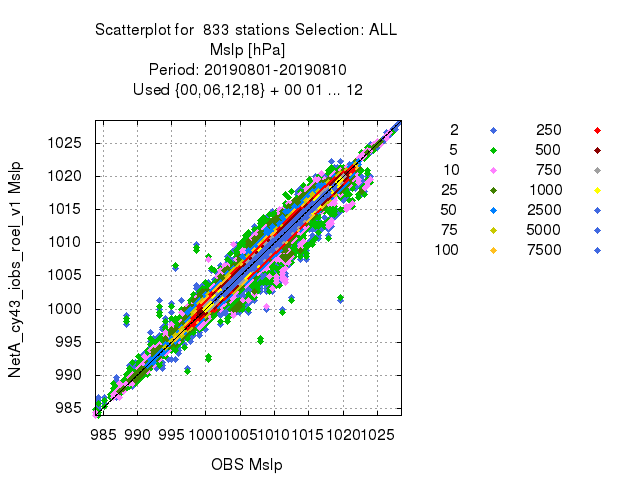 Scatterplot for 833 stations Selection: ALL
Mslp [hPa]
Period: 20190801-20190810
Used {00,06,12,18} + 00 01 ... 12
NetA_cy43_iobs_roel_v1 Mslp
1025
1020
1015
1010
1005
1000
995
990
985
985 990 995 1000 1005 1010 1015 1020 1025
OBS Mslp
2 250
5 500
10 750
25 1000
50 2500
75 5000
100 7500